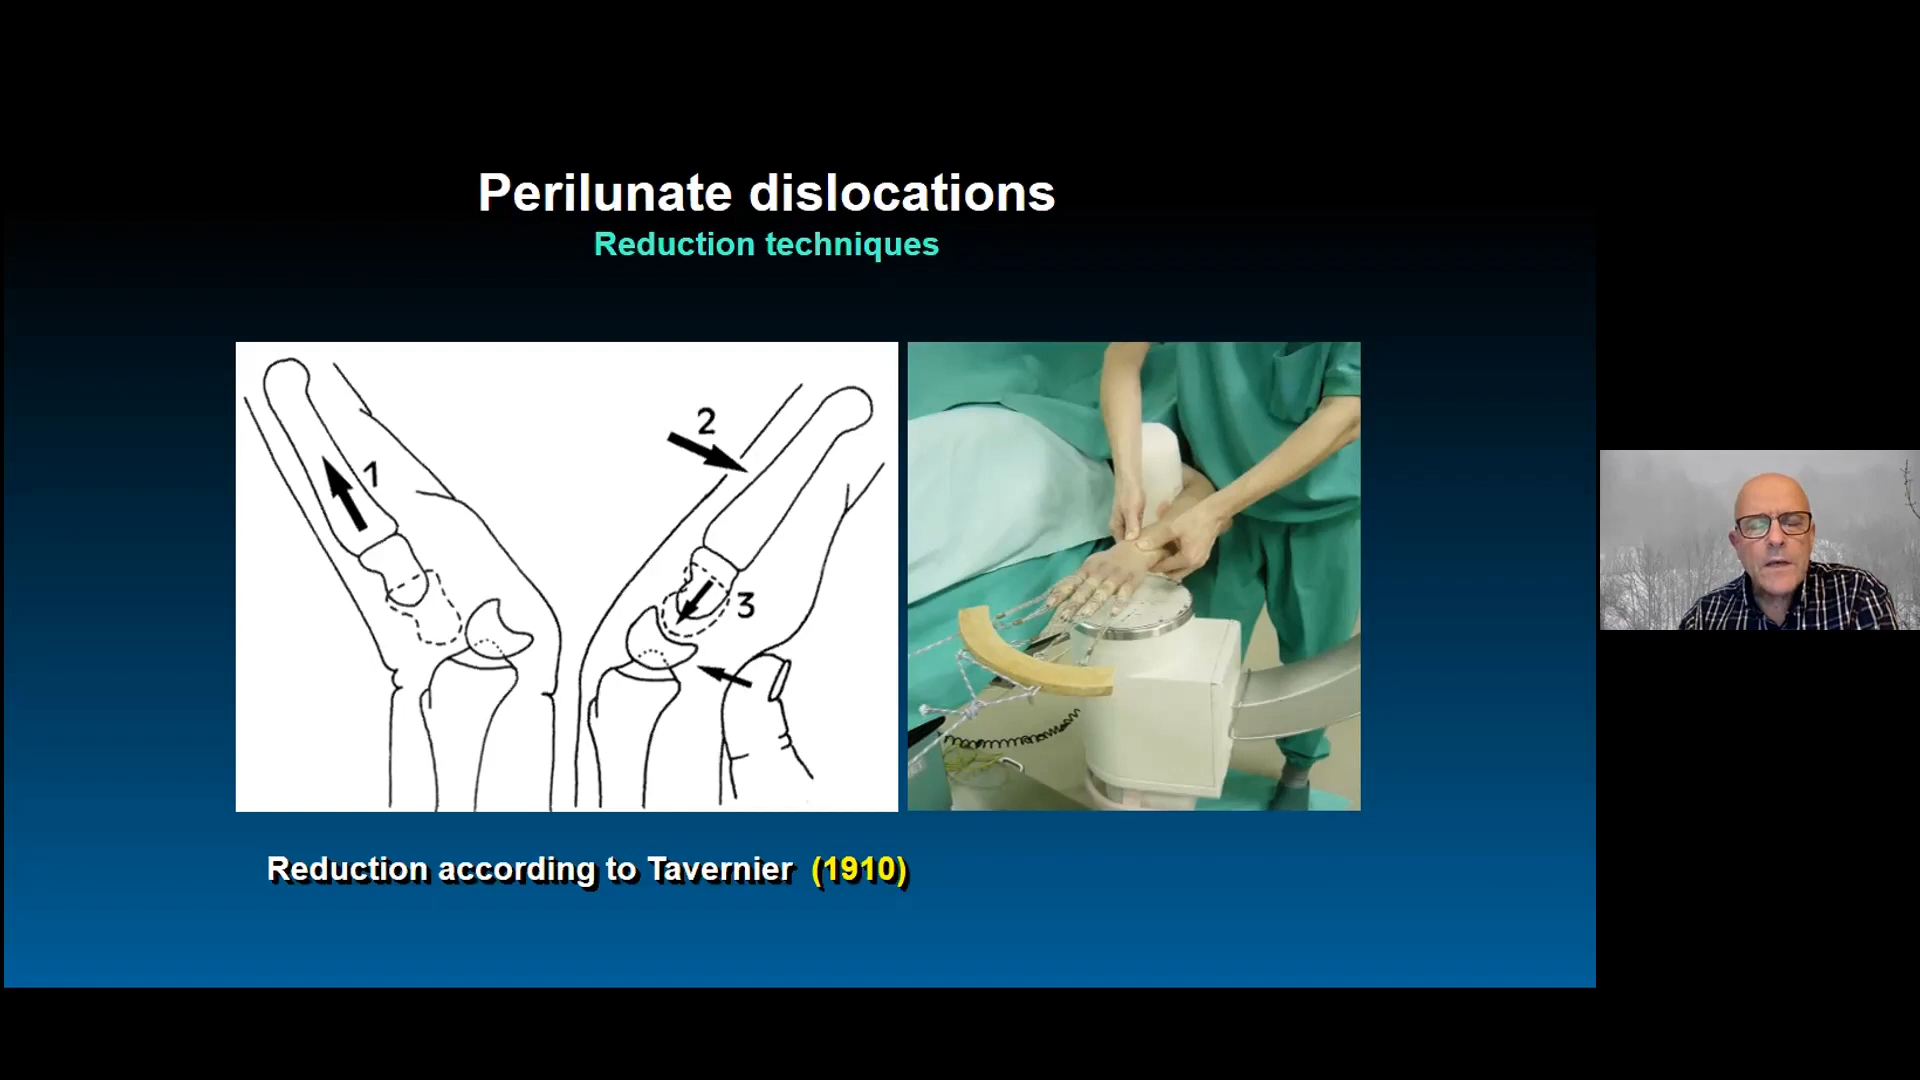 Perilunate dislocations
Reduction techniques
1
2
3
Reduction according to Tavernier (1910)